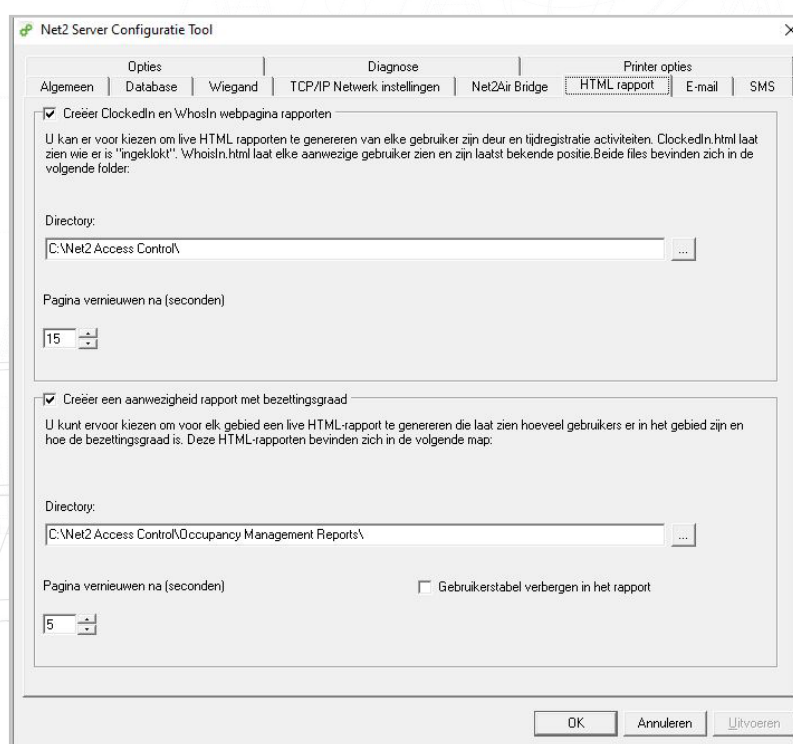 Net2 Server Configuratie Tool
Opties
Diagnose
Printer opties
Algemeen
Database
Wiegand
TCP/IP Netwerk instellingen
Net2Air Bridge
HTML rapport
E-mail
SMS
Creëer ClockedIn en WhosIn webpagina rapporten
U kan er voor kiezen om live HTML rapporten te genereren van elke gebruiker zijn deur en tijdregistratie activiteiten. ClockedIn.html laat
zien wie er is "ingeklokt". WhoisIn.html laat elke aanwezige gebruiker zien en zijn laatst bekende positie.Beide files bevinden zich in de
volgende folder:
Directory:
C:\Net2 Access Control\
...
Pagina vernieuwen na (seconden)
15
Creëer een aanwezigheid rapport met bezettingsgraad
U kunt ervoor kiezen om voor elk gebied een live HTML-rapport te genereren die laat zien hoeveel gebruikers er in het gebied zijn en
hoe de bezettingsgraad is. Deze HTML-rapporten bevinden zich in de volgende map:
Directory:
C:\Net2 Access Control\Occupancy Management Reports\
...
Pagina vernieuwen na (seconden)
Gebruikerstabel verbergen in het rapport
5
OK
Annuleren
Uitvoeren